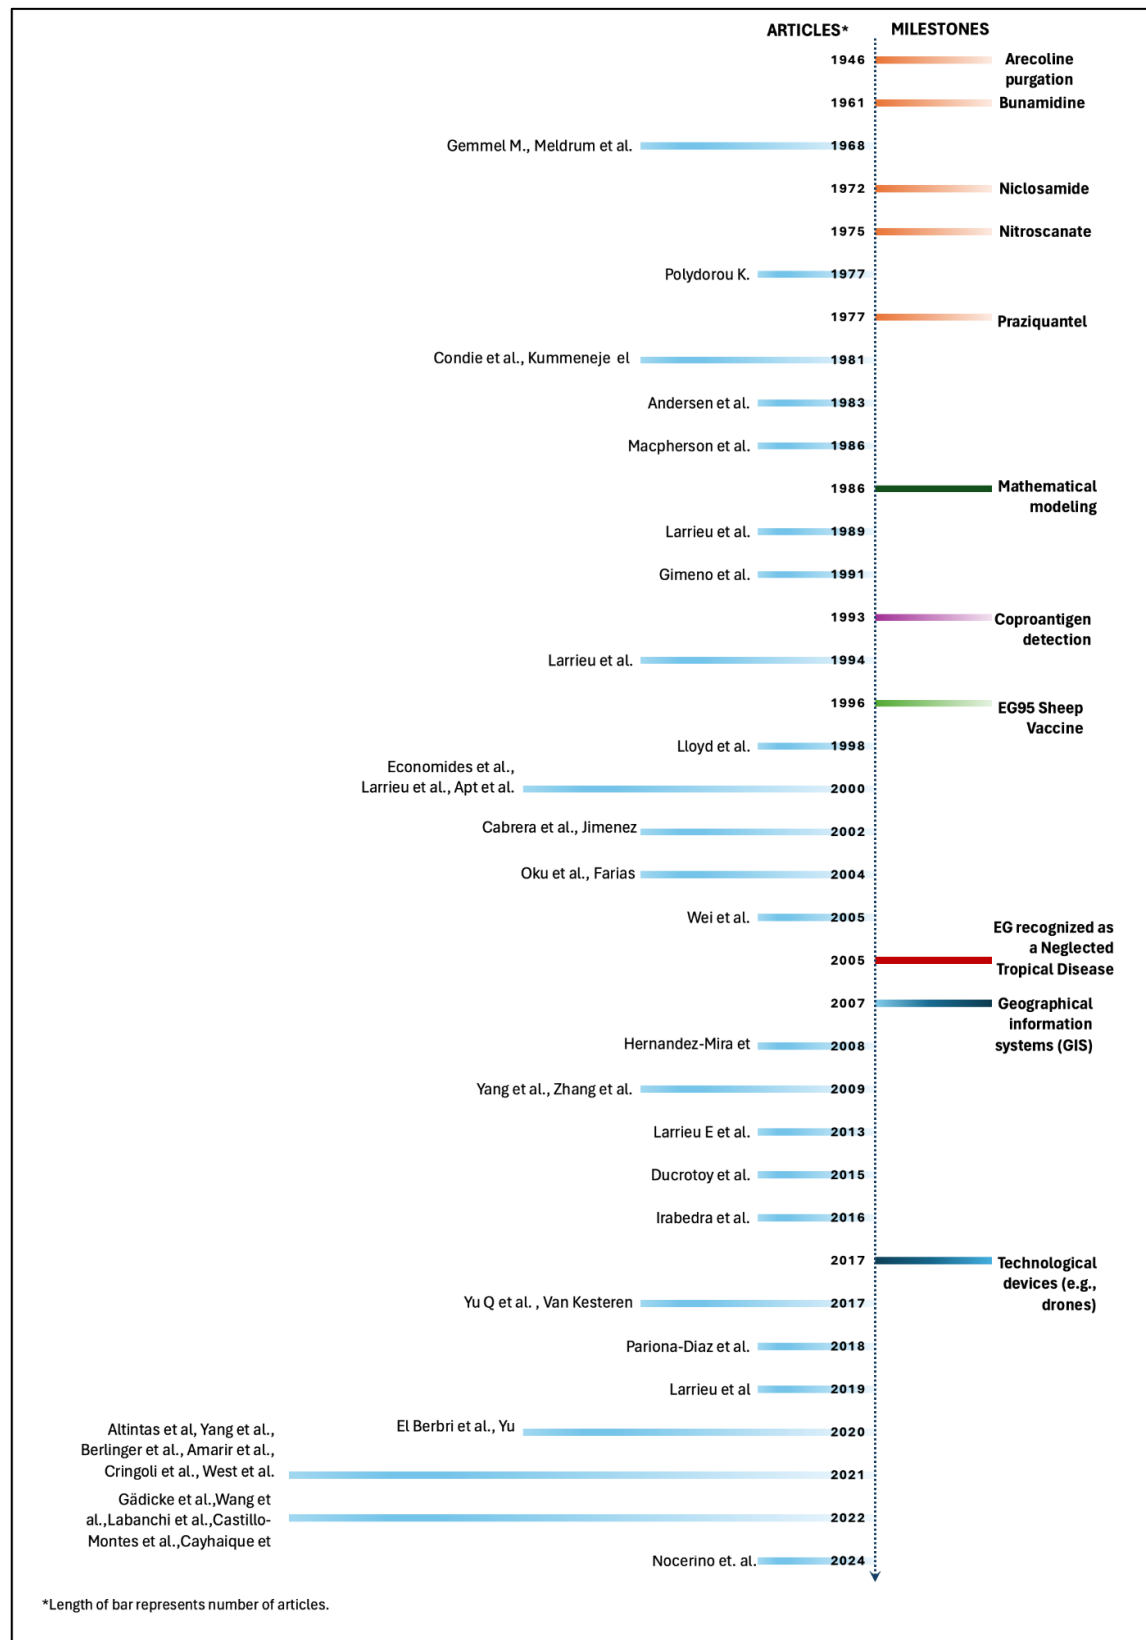 ARTICLES* MILESTONES
1946 Arecoline
purgation
1961 Bunamidine
Gemmel M., Meldrum et al. 1968
1972 Niclosamide
1975 Nitroscanate
Polydorou K. 1977
1977 Praziquantel
Condie et al., Kummeneje el 1981
Andersen et al. 1983
Macpherson et al. 1986
1986 Mathematical
modeling
Larrieu et al. 1989
Gimeno et al. 1991
1993 Coproantigen
detection
Larrieu et al. 1994
1996 EG95 Sheep
Vaccine
Lloyd et al. 1998
Economides et al.,
Larrieu et al., Apt et al. 2000
Cabrera et al., Jimenez 2002
Oku et al., Farias 2004
Wei et al. 2005
EG recognized as
a Neglected
2005 Tropical Disease
2007 Geographical
information
systems (GIS)
Hernandez-Mira et 2008
Yang et al., Zhang et al. 2009
Larrieu E et al. 2013
Ducrotoy et al. 2015
Irabedra et al. 2016
2017 Technological
devices (e.g.,
drones)
Yu Q et al. , Van Kesteren 2017
Pariona-Diaz et al. 2018
Larrieu et al 2019
El Berbri et al., Yu 2020
Altintas et al, Yang et al.,
Berlinger et al., Amarir et al.,
Cringoli et al., West et al. 2021
Gädicke et al.,Wang et
al.,Labanchi et al.,Castillo- 2022
Montes et al.,Cayhaique et
Nocerino et. al. 2024
*Length of bar represents number of articles.